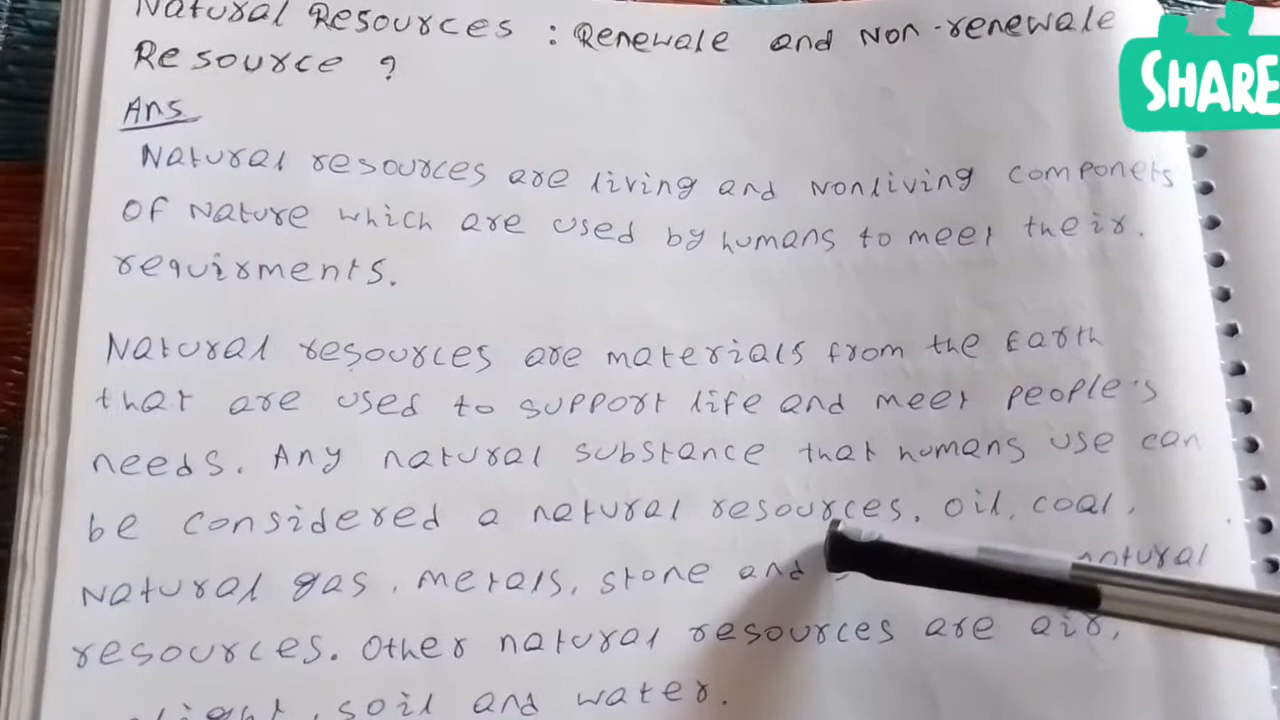 Natural Resources : Renewale and Non-renewale
Resource ?
SHARE
Ans
Natural resources are living and Nonliving componets
of Nature which are used by humans to meet their.
requirments.
Natural resources are materials from the Earth
that are used to support life and meet people's
needs. Any natural substance that humans use can
be considered a natural resources. oil, coal,
Natural gas, metals, stone and natural
resources. Other natural resources are air,
soil and water.